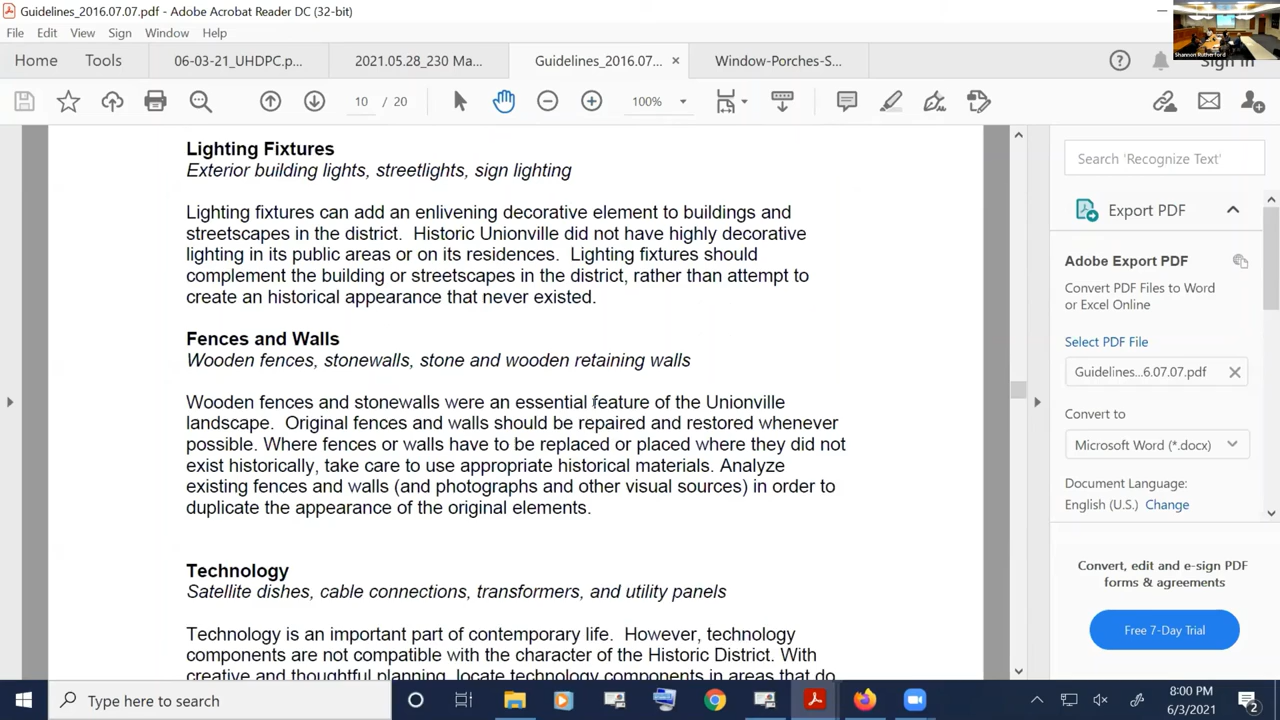 Guidelines_2016.07.07.pdf - Adobe Acrobat Reader DC (32-bit)
File Edit View Sign Window Help
Home Tools 06-03-21_UHDPC.p... 2021.05.28_230 Ma... Guidelines_2016.07... × Window-Porches-S... Sign In
Shannon Rutherford
10 / 20 100%
Lighting Fixtures
Exterior building lights, streetlights, sign lighting
Lighting fixtures can add an enlivening decorative element to buildings and
streetscapes in the district. Historic Unionville did not have highly decorative
lighting in its public areas or on its residences. Lighting fixtures should
complement the building or streetscapes in the district, rather than attempt to
create an historical appearance that never existed.
Fences and Walls
Wooden fences, stonewalls, stone and wooden retaining walls
Wooden fences and stonewalls were an essential feature of the Unionville
landscape. Original fences and walls should be repaired and restored whenever
possible. Where fences or walls have to be replaced or placed where they did not
exist historically, take care to use appropriate historical materials. Analyze
existing fences and walls (and photographs and other visual sources) in order to
duplicate the appearance of the original elements.
Technology
Satellite dishes, cable connections, transformers, and utility panels
Technology is an important part of contemporary life. However, technology
components are not compatible with the character of the Historic District. With
creative and thoughtful planning, locate technology components in areas that do
Search 'Recognize Text'
Export PDF
Adobe Export PDF
Convert PDF Files to Word
or Excel Online
Select PDF File
Guidelines...6.07.07.pdf
Convert to
Microsoft Word (*.docx)
Document Language:
English (U.S.) Change
Convert, edit and e-sign PDF
forms & agreements
Free 7-Day Trial
Type here to search
8:00 PM
6/3/2021
2